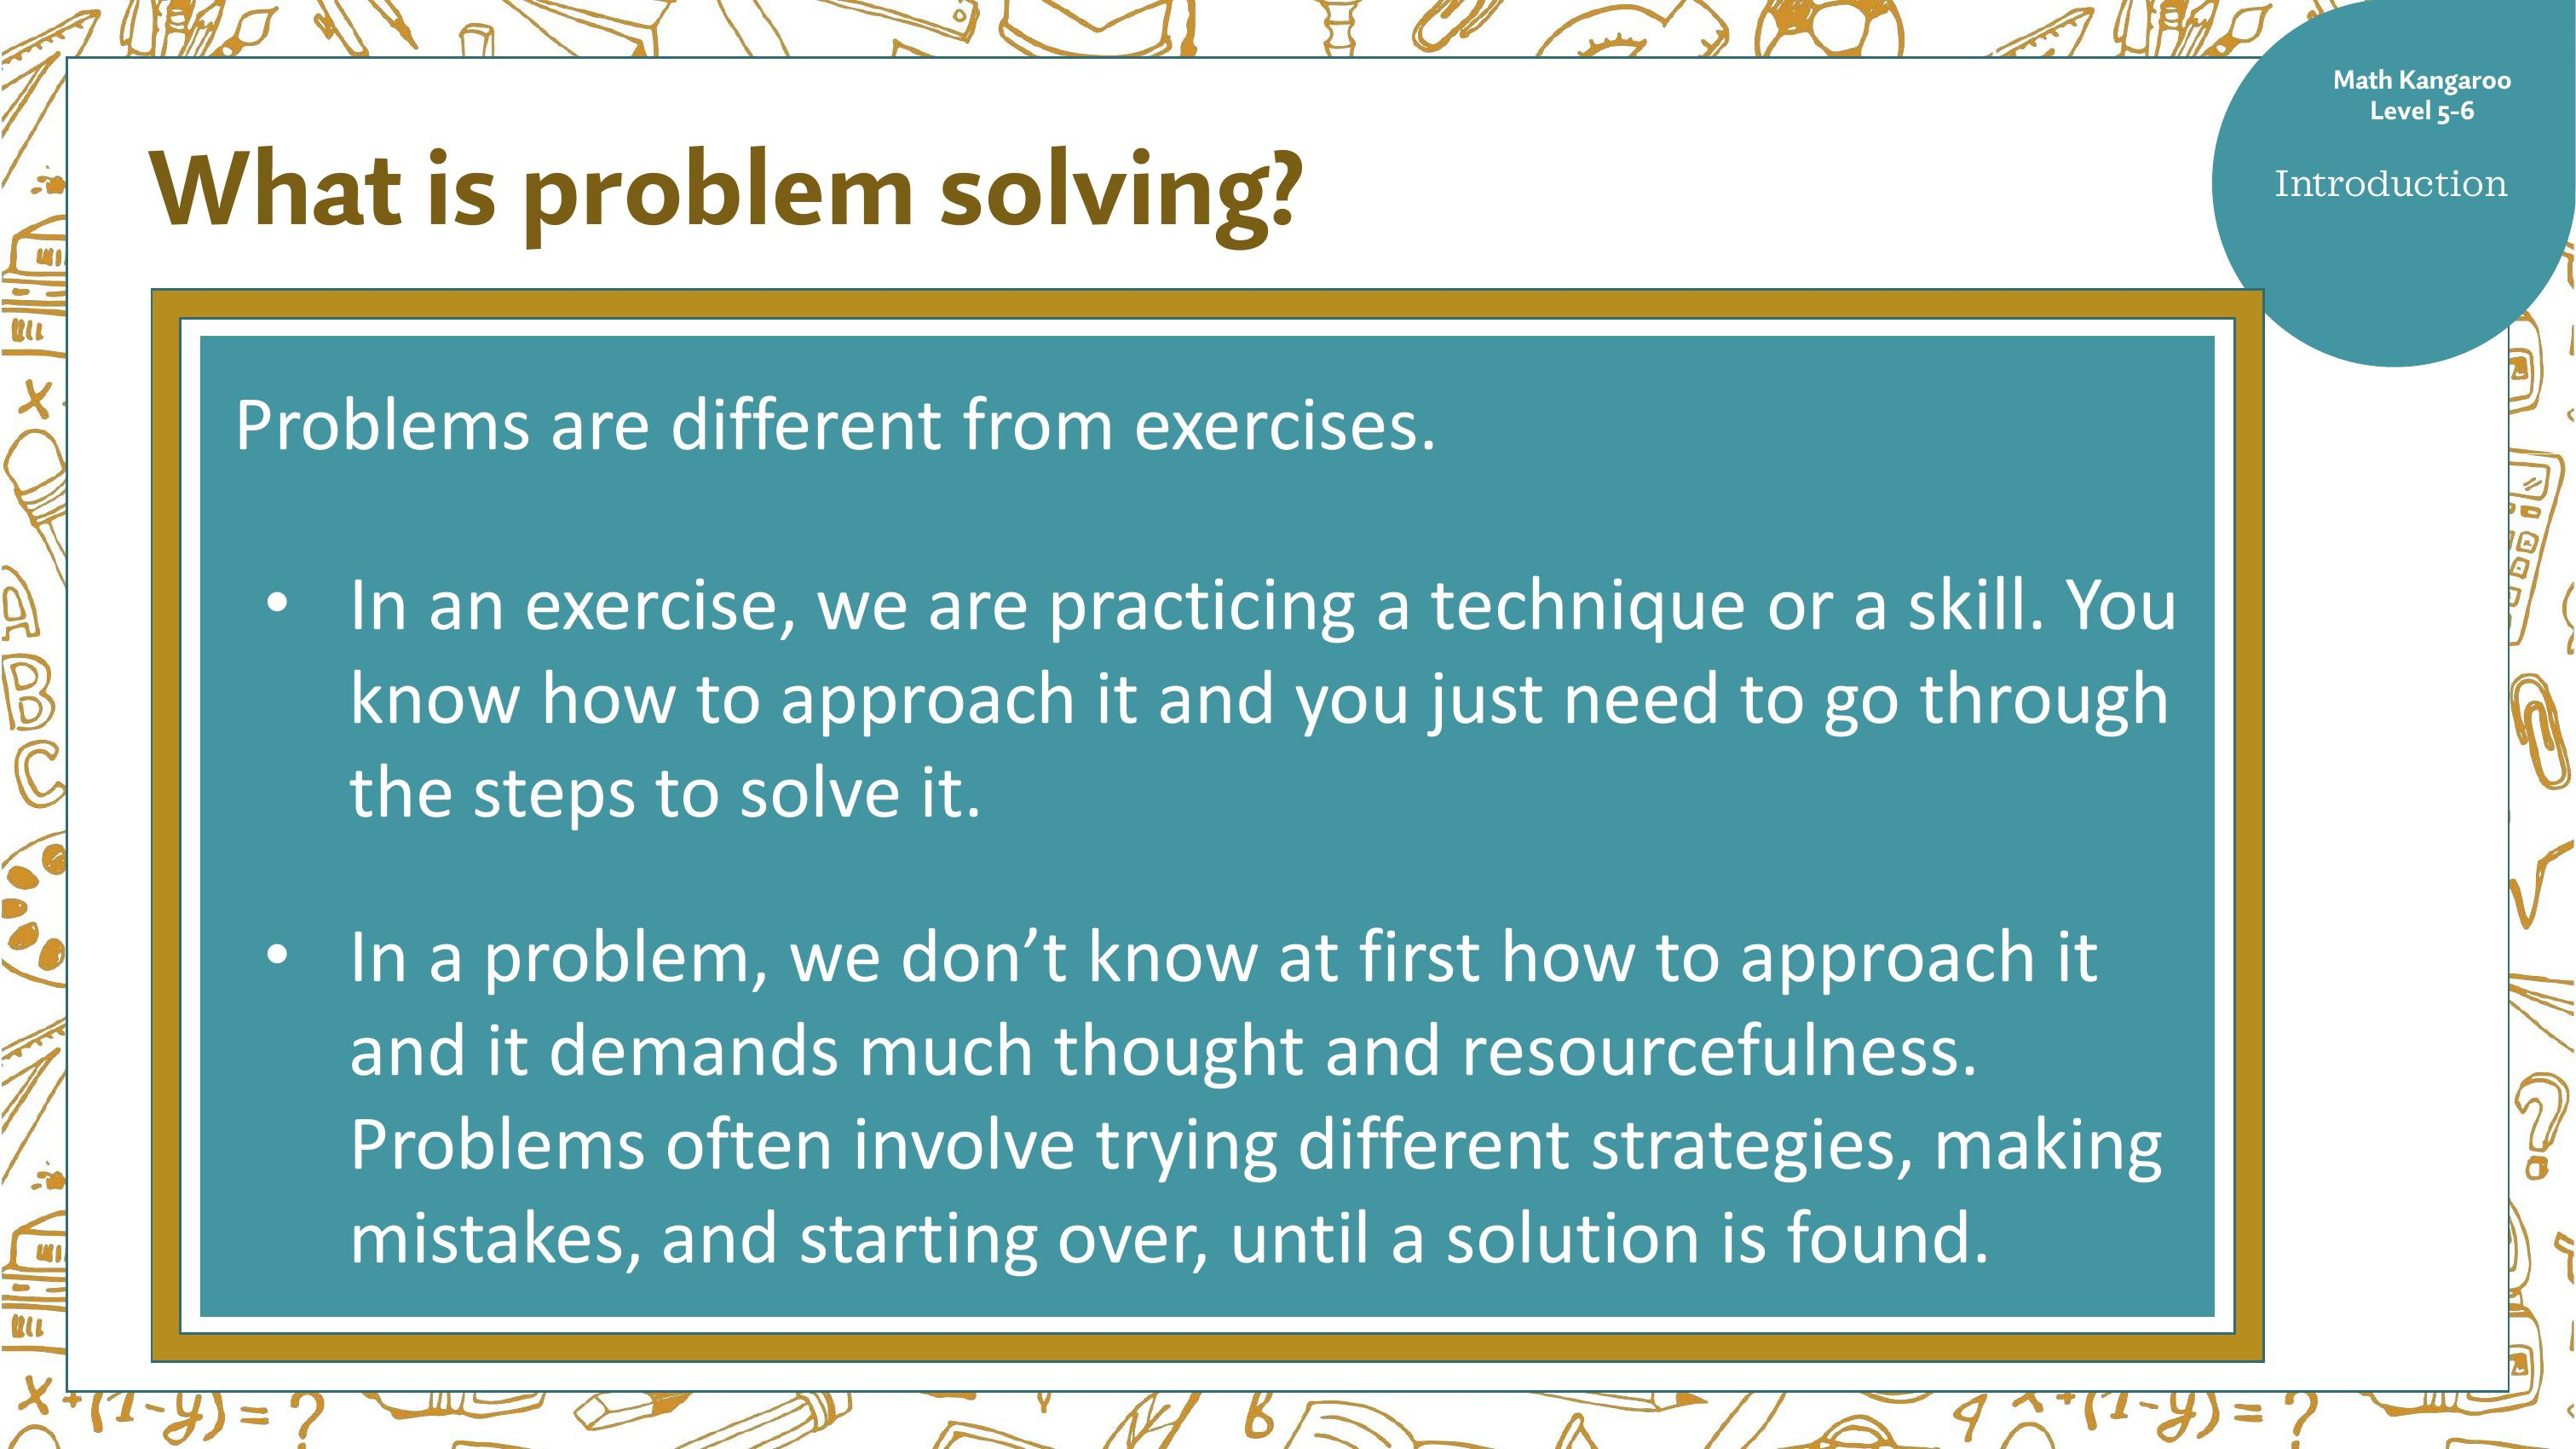 Math Kangaroo
Level 5-6
Introduction
What is problem solving?
Problems are different from exercises.
• In an exercise, we are practicing a technique or a skill. You
know how to approach it and you just need to go through
the steps to solve it.
• In a problem, we don’t know at first how to approach it
and it demands much thought and resourcefulness.
Problems often involve trying different strategies, making
mistakes, and starting over, until a solution is found.
A
B
C
x+(1-y)=?
x+(1-y)=?